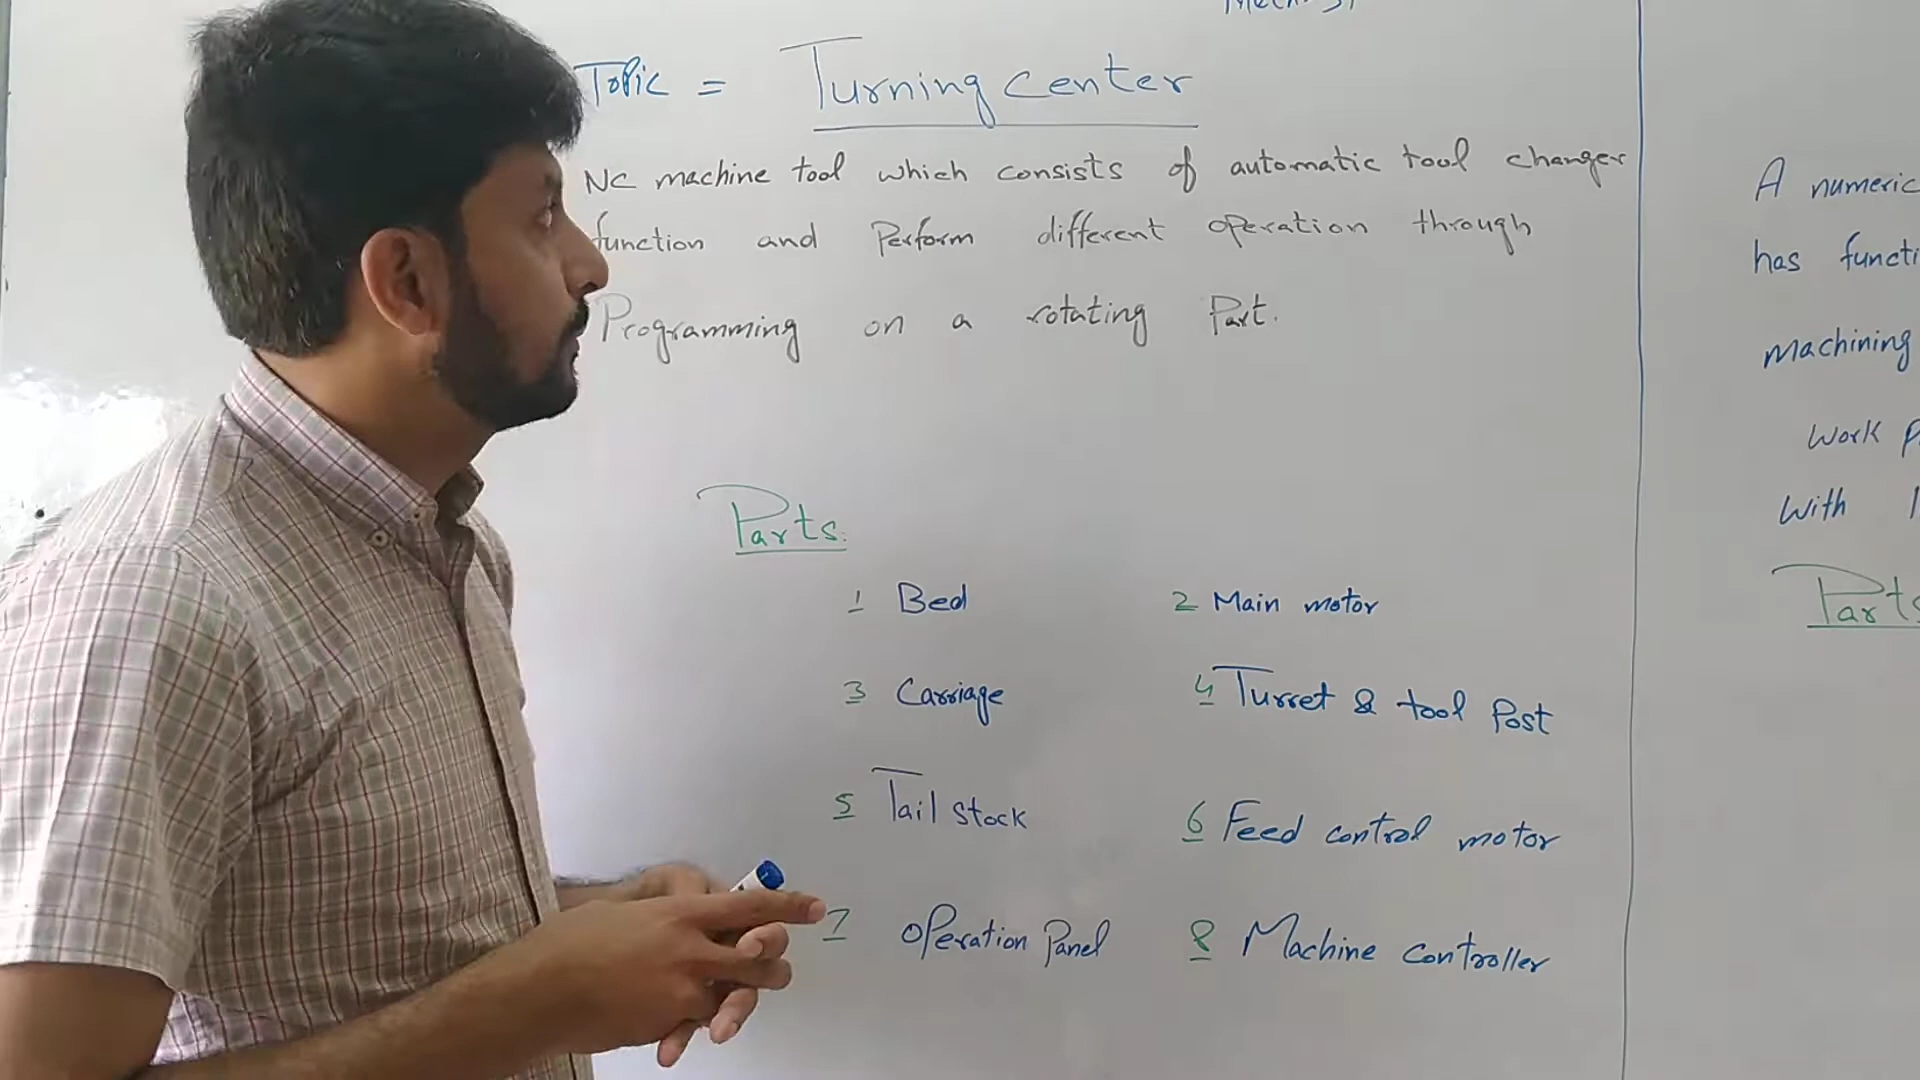 Topic = Turning center
NC machine tool which consists of automatic tool changer
function and Perform different operation through
Programming on a rotating Part.
Parts:
1 Bed
2 Main motor
3 Carriage
4 Turret & tool Post
5 Tail stock
6 Feed control motor
7 operation Panel
8 Machine controller
A numeric
has functi
machining
Work P
With
Parts